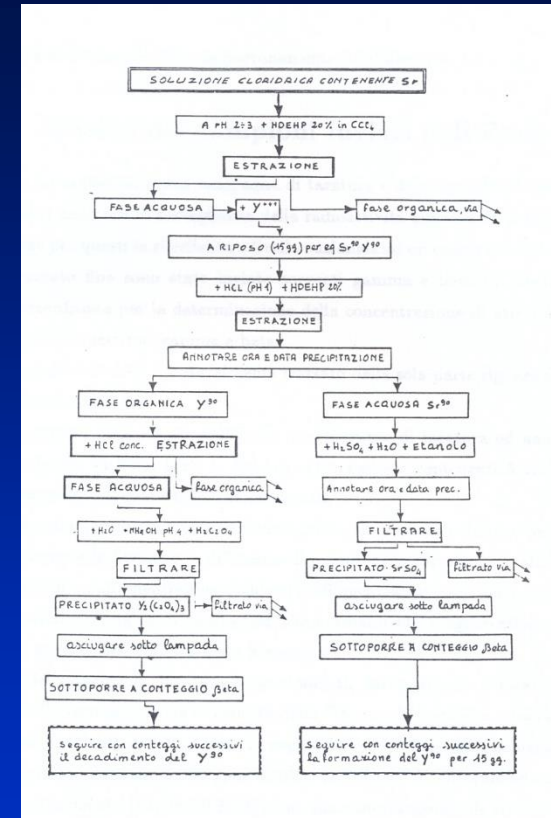 SOLUZIONE CLORIDRICA CONTENENTE Sr
A pH 2÷3 + HDEHP 20% in CCl4
ESTRAZIONE
FASE ACQUOSA
+ Y+++
fase organica, via
A RIPOSO (15 gg) per eq Sr90 Y90
+ HCL (pH1) + HDEHP 20%
ESTRAZIONE
ANNOTARE ORA E DATA PRECIPITAZIONE
FASE ORGANICA Y90
+ HCl conc. ESTRAZIONE
FASE ACQUOSA
fase organica
+H2O + NH4OH pH 4 + H2C2O4
FILTRARE
PRECIPITATO Y2(C2O4)3
filtrato via
asciugare sotto lampada
SOTTOPORRE A CONTEGGIO Beta
seguire con conteggi successivi
il decadimento del Y90
FASE ACQUOSA Sr90
+ H2SO4 + H2O + Etanolo
Annotare ora e data prec.
FILTRARE
PRECIPITATO SrSO4
filtrato via
asciugare sotto lampada
SOTTOPORRE A CONTEGGIO Beta
seguire con conteggi successivi
la formazione del Y90 per 15 gg.